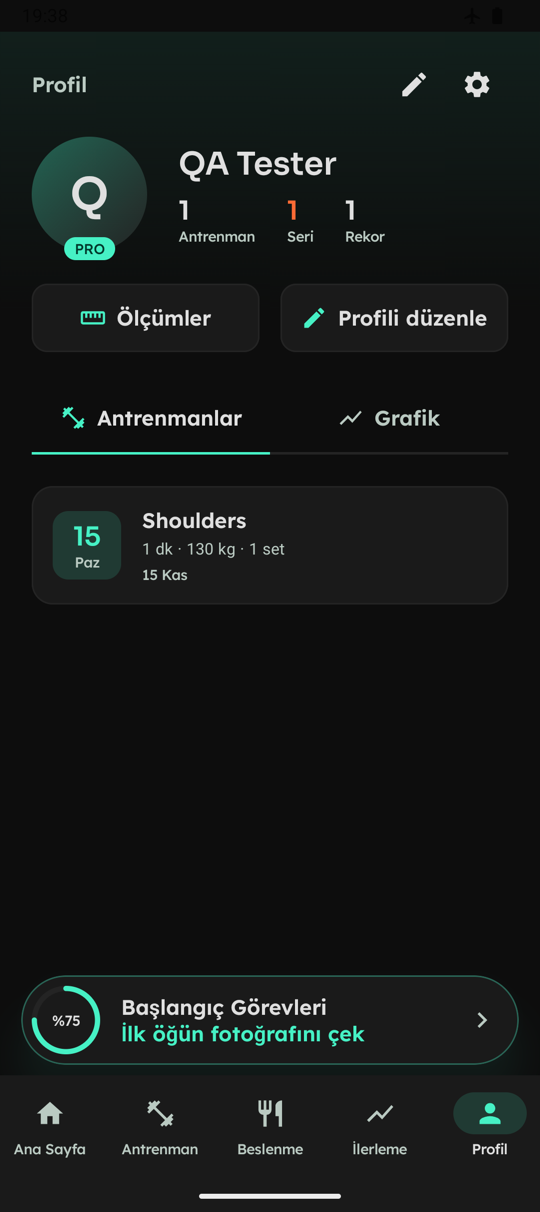 19:38
Profil
Q
PRO
QA Tester
1 1 1
Antrenman Seri Rekor
Ölçümler
Profili düzenle
Antrenmanlar
Grafik
15
Paz
Shoulders
1 dk · 130 kg · 1 set
15 Kas
%75
Başlangıç Görevleri
İlk öğün fotoğrafını çek
Ana Sayfa
Antrenman
Beslenme
İlerleme
Profil